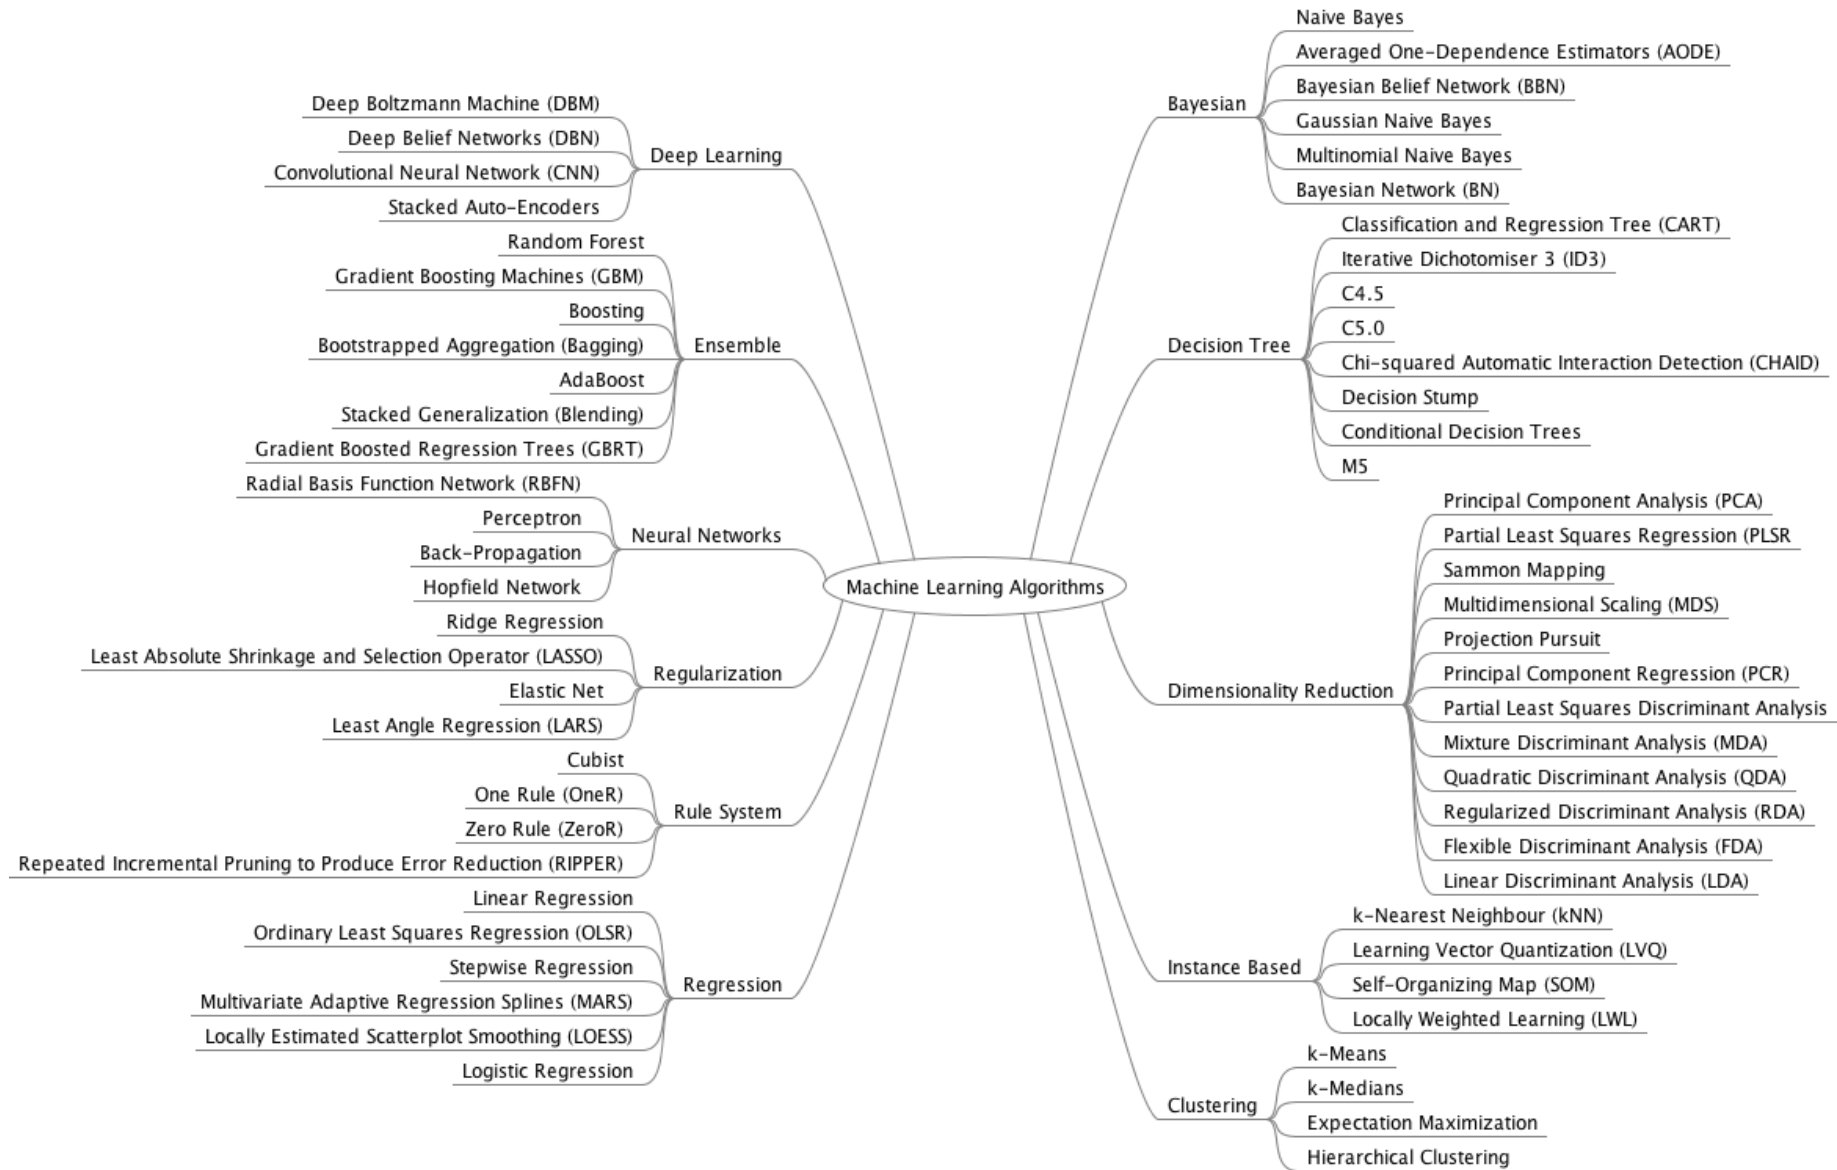 Machine Learning Algorithms
Deep Learning
Deep Boltzmann Machine (DBM)
Deep Belief Networks (DBN)
Convolutional Neural Network (CNN)
Stacked Auto-Encoders
Ensemble
Random Forest
Gradient Boosting Machines (GBM)
Boosting
Bootstrapped Aggregation (Bagging)
AdaBoost
Stacked Generalization (Blending)
Gradient Boosted Regression Trees (GBRT)
Neural Networks
Radial Basis Function Network (RBFN)
Perceptron
Back-Propagation
Hopfield Network
Regularization
Ridge Regression
Least Absolute Shrinkage and Selection Operator (LASSO)
Elastic Net
Least Angle Regression (LARS)
Rule System
Cubist
One Rule (OneR)
Zero Rule (ZeroR)
Repeated Incremental Pruning to Produce Error Reduction (RIPPER)
Regression
Linear Regression
Ordinary Least Squares Regression (OLSR)
Stepwise Regression
Multivariate Adaptive Regression Splines (MARS)
Locally Estimated Scatterplot Smoothing (LOESS)
Logistic Regression
Bayesian
Naive Bayes
Averaged One-Dependence Estimators (AODE)
Bayesian Belief Network (BBN)
Gaussian Naive Bayes
Multinomial Naive Bayes
Bayesian Network (BN)
Decision Tree
Classification and Regression Tree (CART)
Iterative Dichotomiser 3 (ID3)
C4.5
C5.0
Chi-squared Automatic Interaction Detection (CHAID)
Decision Stump
Conditional Decision Trees
M5
Dimensionality Reduction
Principal Component Analysis (PCA)
Partial Least Squares Regression (PLSR
Sammon Mapping
Multidimensional Scaling (MDS)
Projection Pursuit
Principal Component Regression (PCR)
Partial Least Squares Discriminant Analysis
Mixture Discriminant Analysis (MDA)
Quadratic Discriminant Analysis (QDA)
Regularized Discriminant Analysis (RDA)
Flexible Discriminant Analysis (FDA)
Linear Discriminant Analysis (LDA)
Instance Based
k-Nearest Neighbour (kNN)
Learning Vector Quantization (LVQ)
Self-Organizing Map (SOM)
Locally Weighted Learning (LWL)
Clustering
k-Means
k-Medians
Expectation Maximization
Hierarchical Clustering